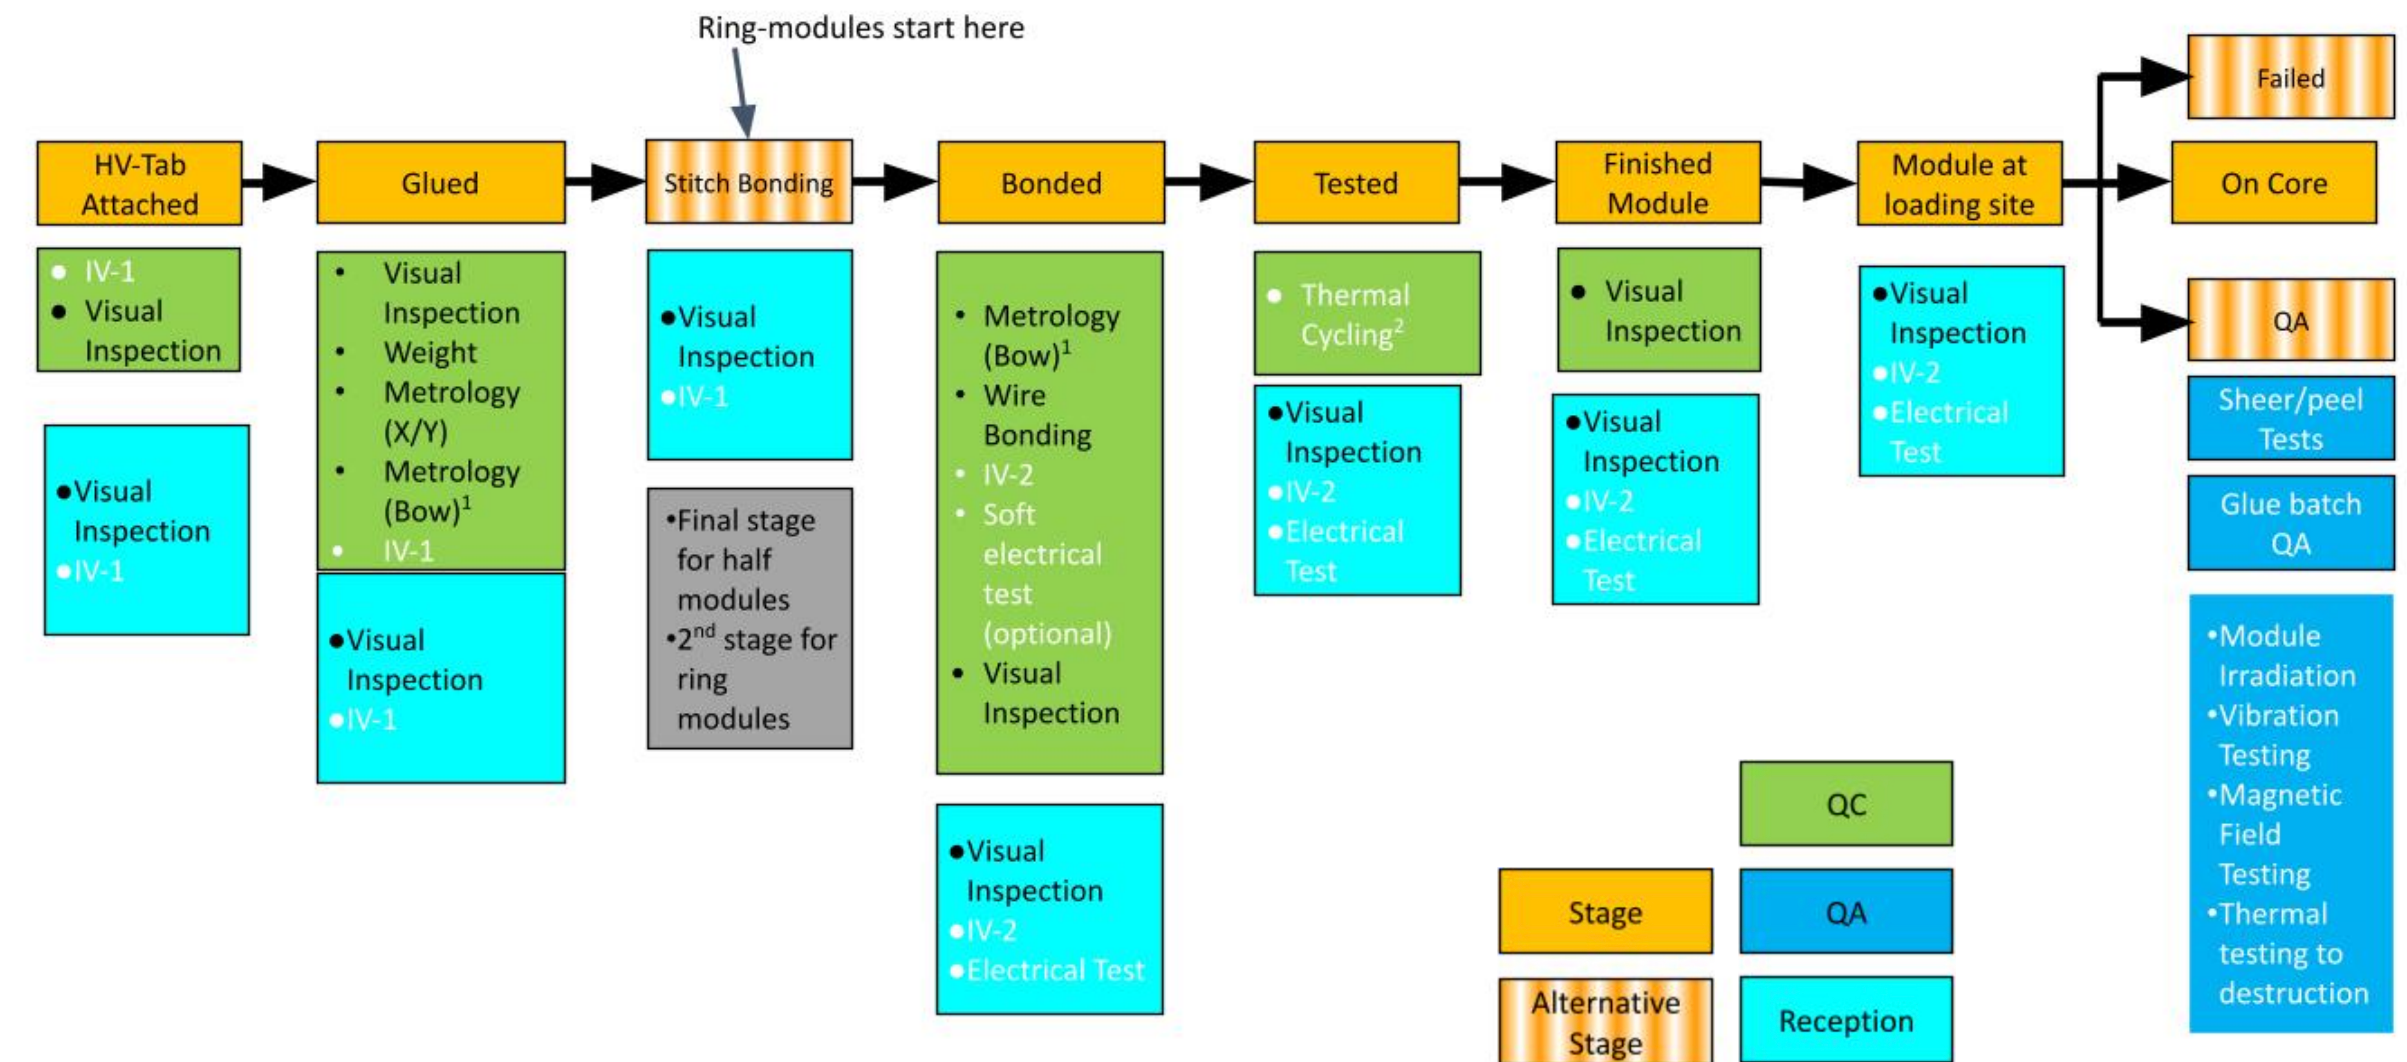 Ring-modules start here
HV-Tab
Attached
Glued
Stitch Bonding
Bonded
Tested
Finished
Module
Module at
loading site
Failed
On Core
QA
● IV-1
● Visual
Inspection
●Visual
Inspection
●IV-1
• Visual
Inspection
• Weight
• Metrology
(X/Y)
• Metrology
(Bow)¹
• IV-1
●Visual
Inspection
●IV-1
●Visual
Inspection
●IV-1
•Final stage
for half
modules
•2ⁿᵈ stage for
ring
modules
• Metrology
(Bow)¹
• Wire
Bonding
• IV-2
• Soft
electrical
test
(optional)
• Visual
Inspection
●Visual
Inspection
●IV-2
●Electrical Test
● Thermal
Cycling²
●Visual
Inspection
●IV-2
●Electrical
Test
● Visual
Inspection
●Visual
Inspection
●IV-2
●Electrical
Test
●Visual
Inspection
●IV-2
●Electrical
Test
Sheer/peel
Tests
Glue batch
QA
•Module
Irradiation
•Vibration
Testing
•Magnetic
Field
Testing
•Thermal
testing to
destruction
QC
Stage
QA
Alternative
Stage
Reception